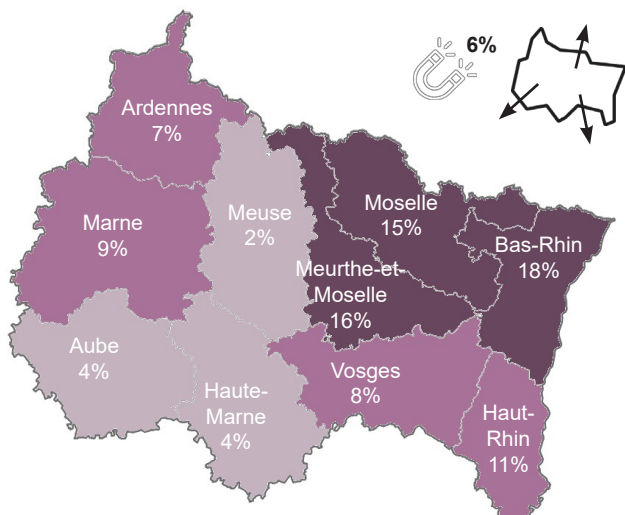 6%
Ardennes
7%
Marne
9%
Meuse
2%
Moselle
15%
Bas-Rhin
18%
Meurthe-et-
Moselle
16%
Aube
4%
Haute-
Marne
4%
Vosges
8%
Haut-
Rhin
11%